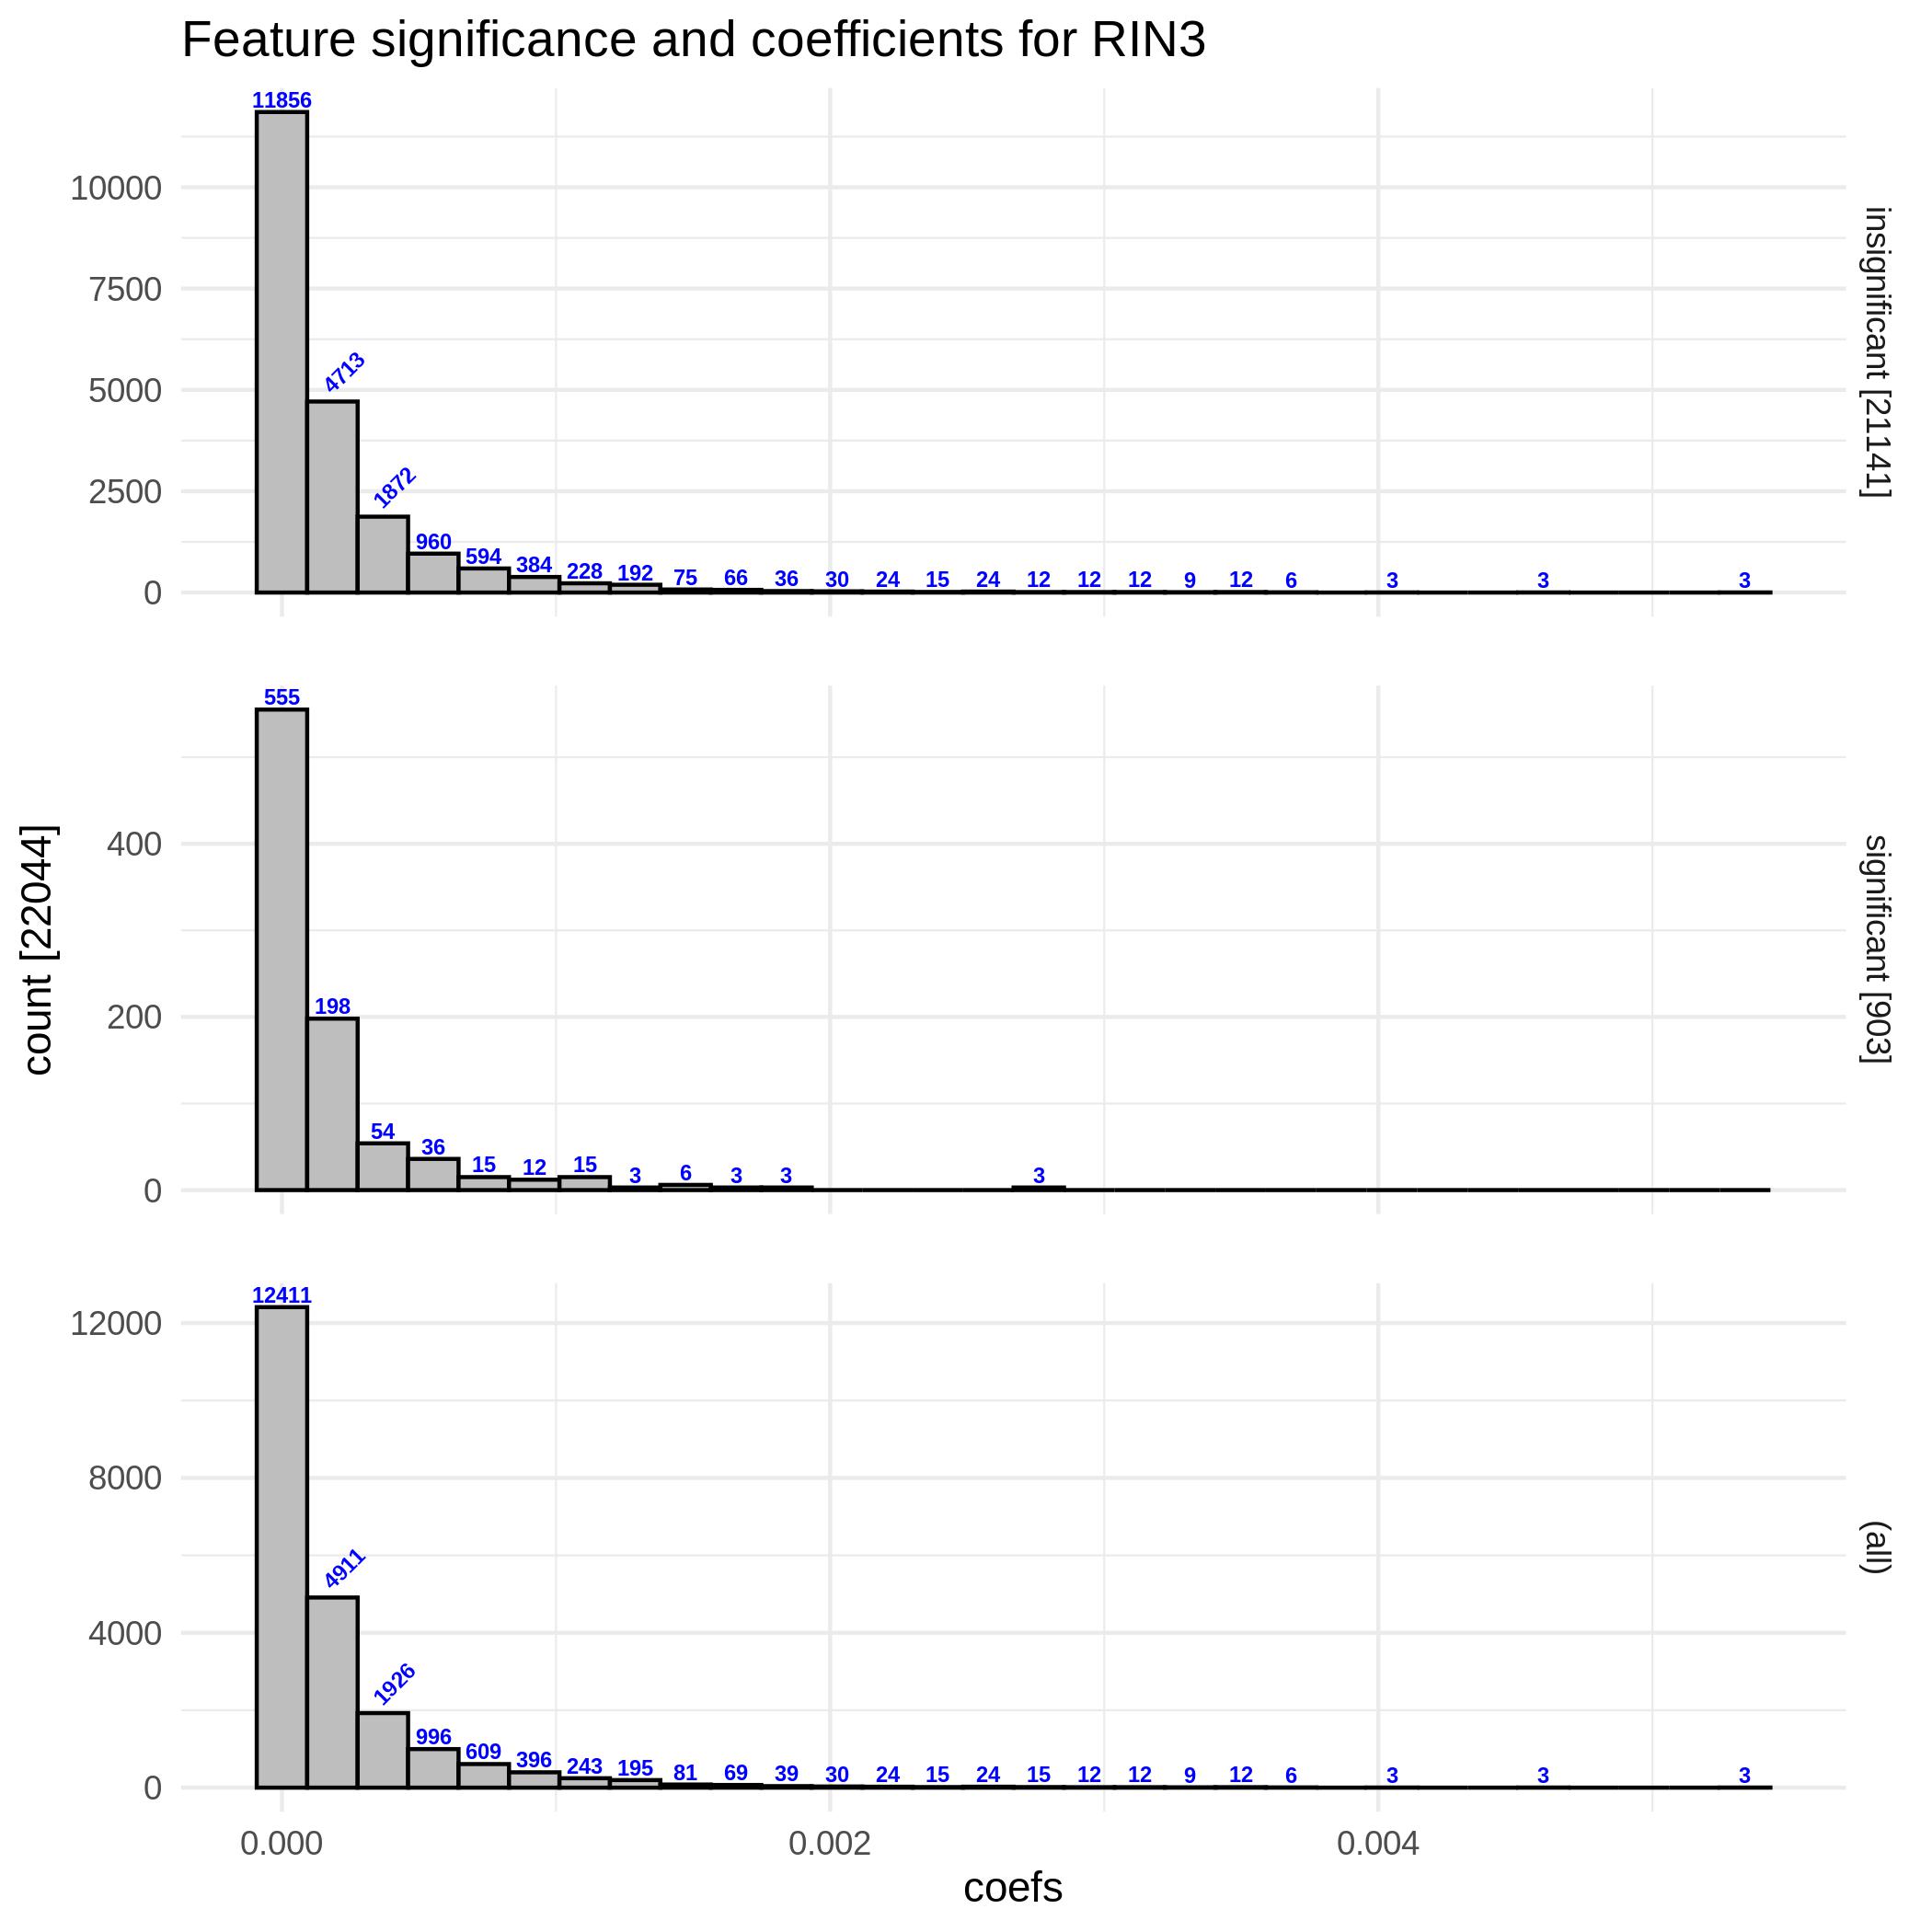 Feature significance and coefficients for RIN3
11856
10000
7500
5000
2500
0
4713
1872
960 594 384 228 192 75 66 36 30 24 15 24 12 12 12 9 12 6 3 3 3
insignificant [21141]
count [22044]
555
400
200
0
198
54 36 15 12 15 3 6 3 3 3
significant [903]
12411
12000
8000
4000
0
4911
1926
996 609 396 243 195 81 69 39 30 24 15 24 15 12 12 9 12 6 3 3 3
(all)
0.000 0.002 0.004
coefs